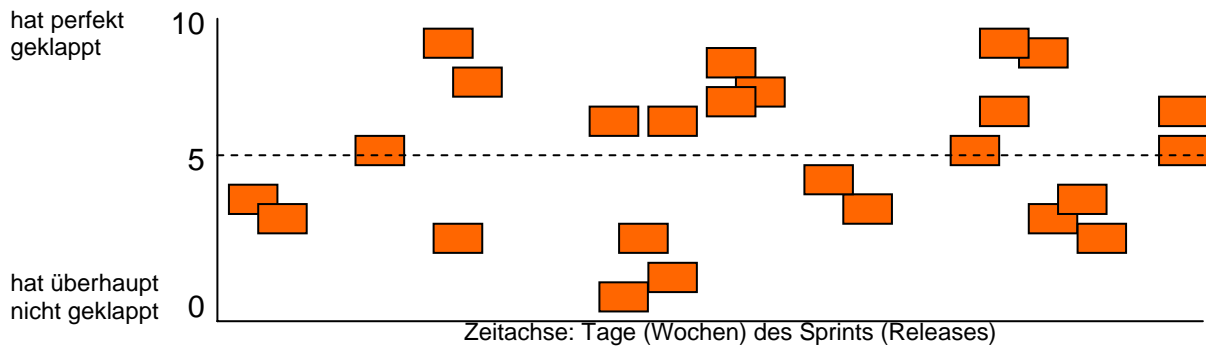 hat perfekt
geklappt
10
5
hat überhaupt
nicht geklappt
0
Zeitachse: Tage (Wochen) des Sprints (Releases)